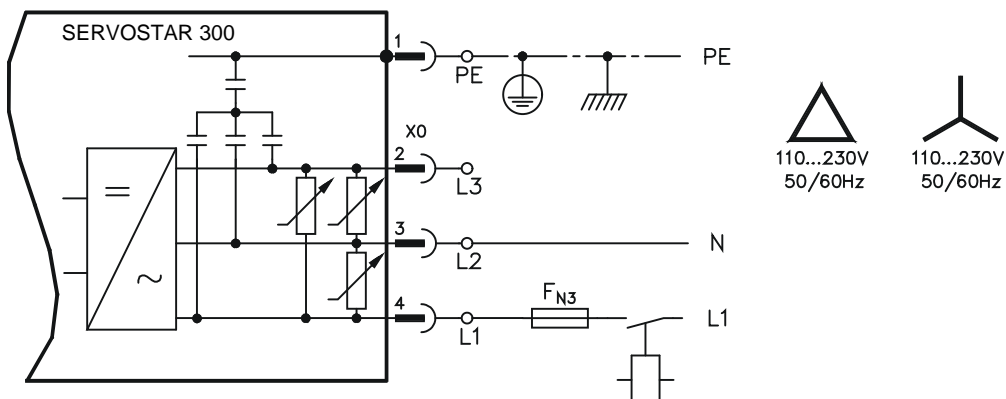 SERVOSTAR 300
1
PE
PE
X0
2
L3
3
L2
N
4
L1
FN3
L1
110...230V
50/60Hz
110...230V
50/60Hz